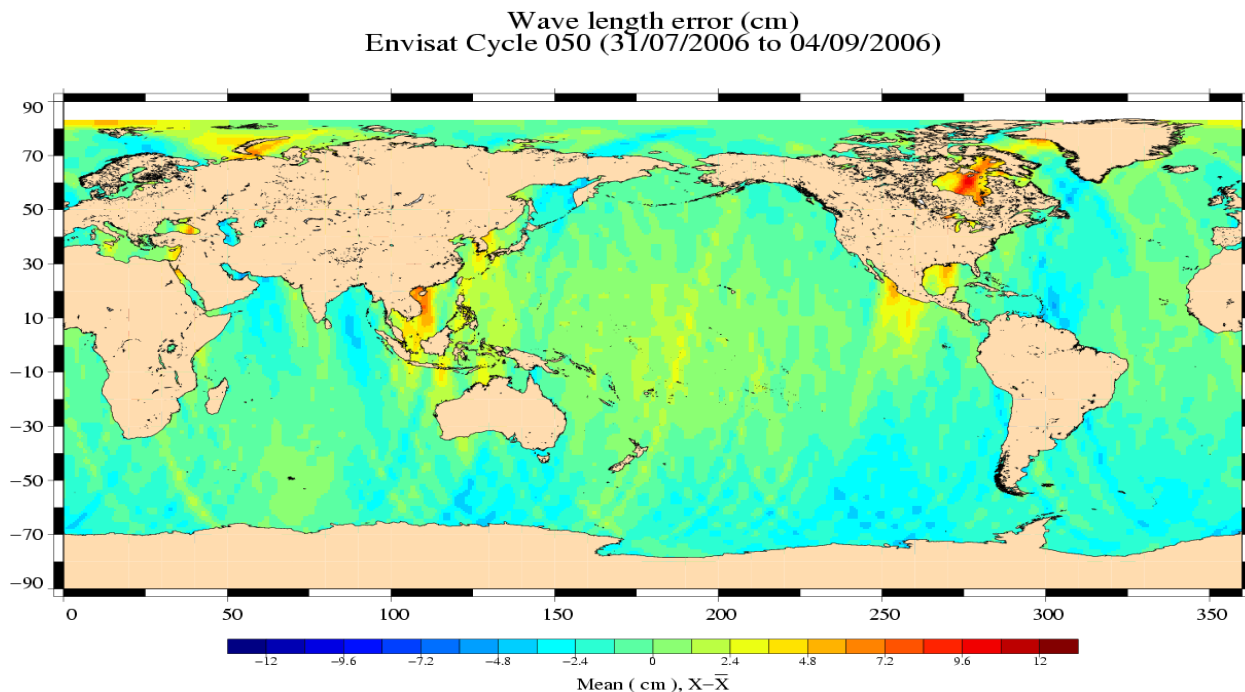 Wave length error (cm)
Envisat Cycle 050 (31/07/2006 to 04/09/2006)
90
70
50
30
10
−10
−30
−50
−70
−90
0 50 100 150 200 250 300 350
−12 −9.6 −7.2 −4.8 −2.4 0 2.4 4.8 7.2 9.6 12
Mean ( cm ), X−X̅